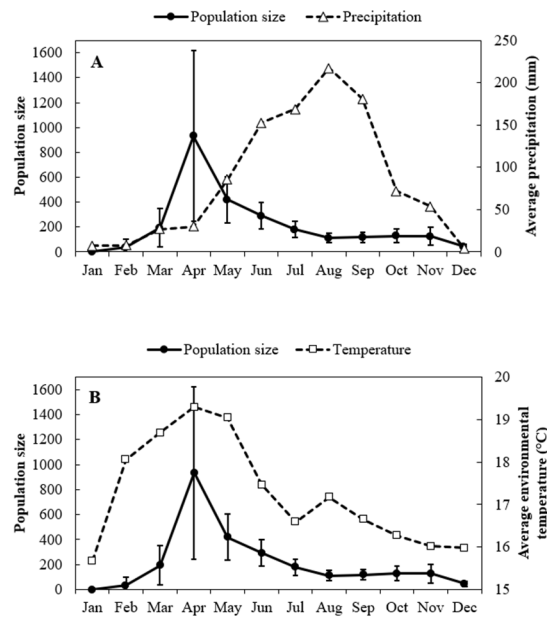 Population size Precipitation
A
Population size
1600
1400
1200
1000
800
600
400
200
0
Average precipitation (mm)
250
200
150
100
50
0
Jan Feb Mar Apr May Jun Jul Aug Sep Oct Nov Dec
Population size Temperature
B
Population size
1600
1400
1200
1000
800
600
400
200
0
Average environmental
temperature (°C)
20
19
18
17
16
15
Jan Feb Mar Apr May Jun Jul Aug Sep Oct Nov Dec